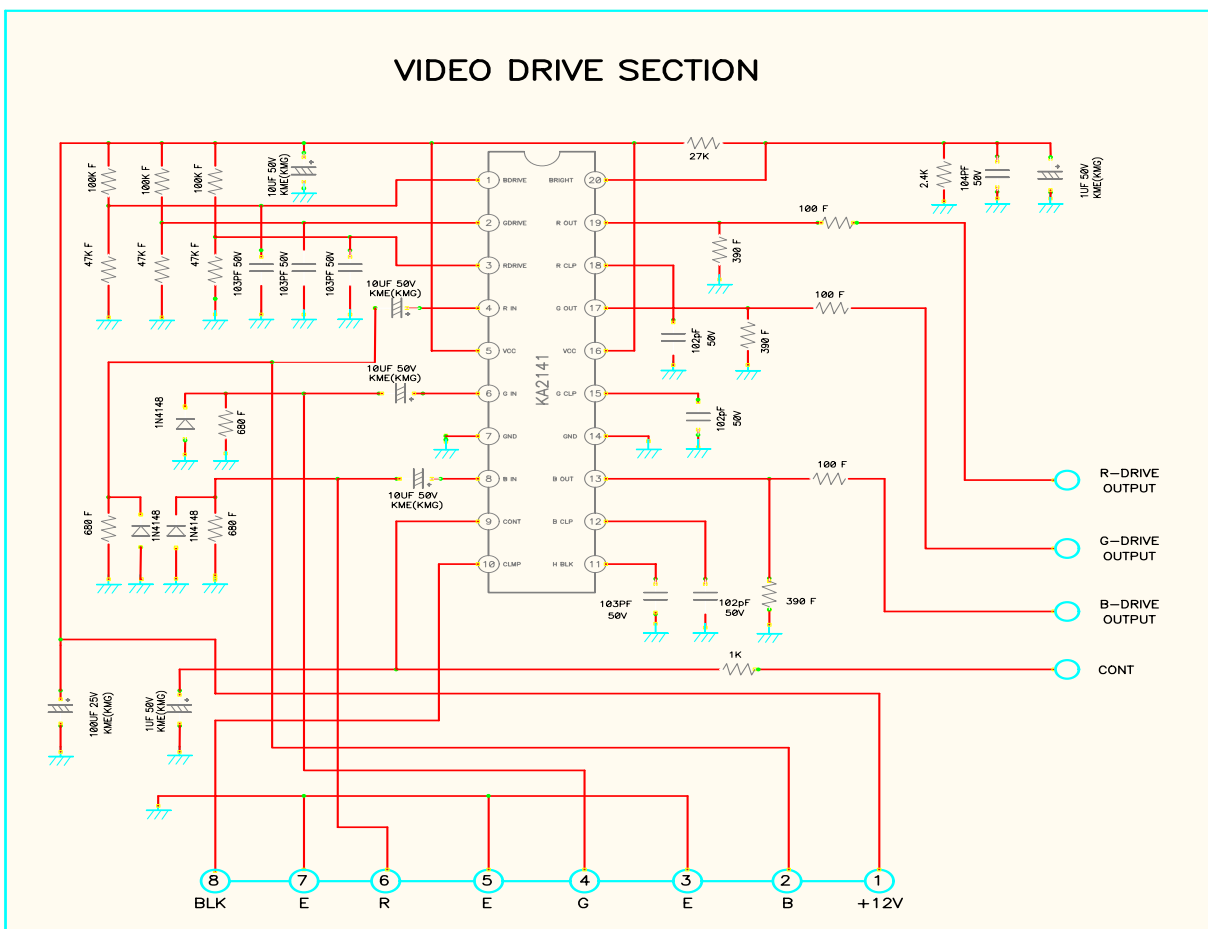 VIDEO DRIVE SECTION
100K F
100K F
100K F
10UF 50V
KME(KMG)
27K
2.4K
104PF
50V
1UF 50V
KME(KMG)
47K F
47K F
47K F
103PF 50V
103PF 50V
103PF 50V
10UF 50V
KME(KMG)
10UF 50V
KME(KMG)
10UF 50V
KME(KMG)
1 BDRIVE
2 GDRIVE
3 RDRIVE
4 R IN
5 VCC
6 G IN
7 GND
8 B IN
9 CONT
10 CLMP
KA2141
BRIGHT 20
R OUT 19
R CLP 18
G OUT 17
VCC 16
G CLP 15
GND 14
B OUT 13
B CLP 12
H BLK 11
100 F
390 F
100 F
102pF
50V
390 F
102pF
50V
100 F
103PF
50V
102pF
50V
390 F
1N4148
680 F
680 F
1N4148
1N4148
680 F
R-DRIVE
OUTPUT
G-DRIVE
OUTPUT
B-DRIVE
OUTPUT
1K
CONT
100UF 25V
KME(KMG)
1UF 50V
KME(KMG)
8 7 6 5 4 3 2 1
BLK E R E G E B +12V